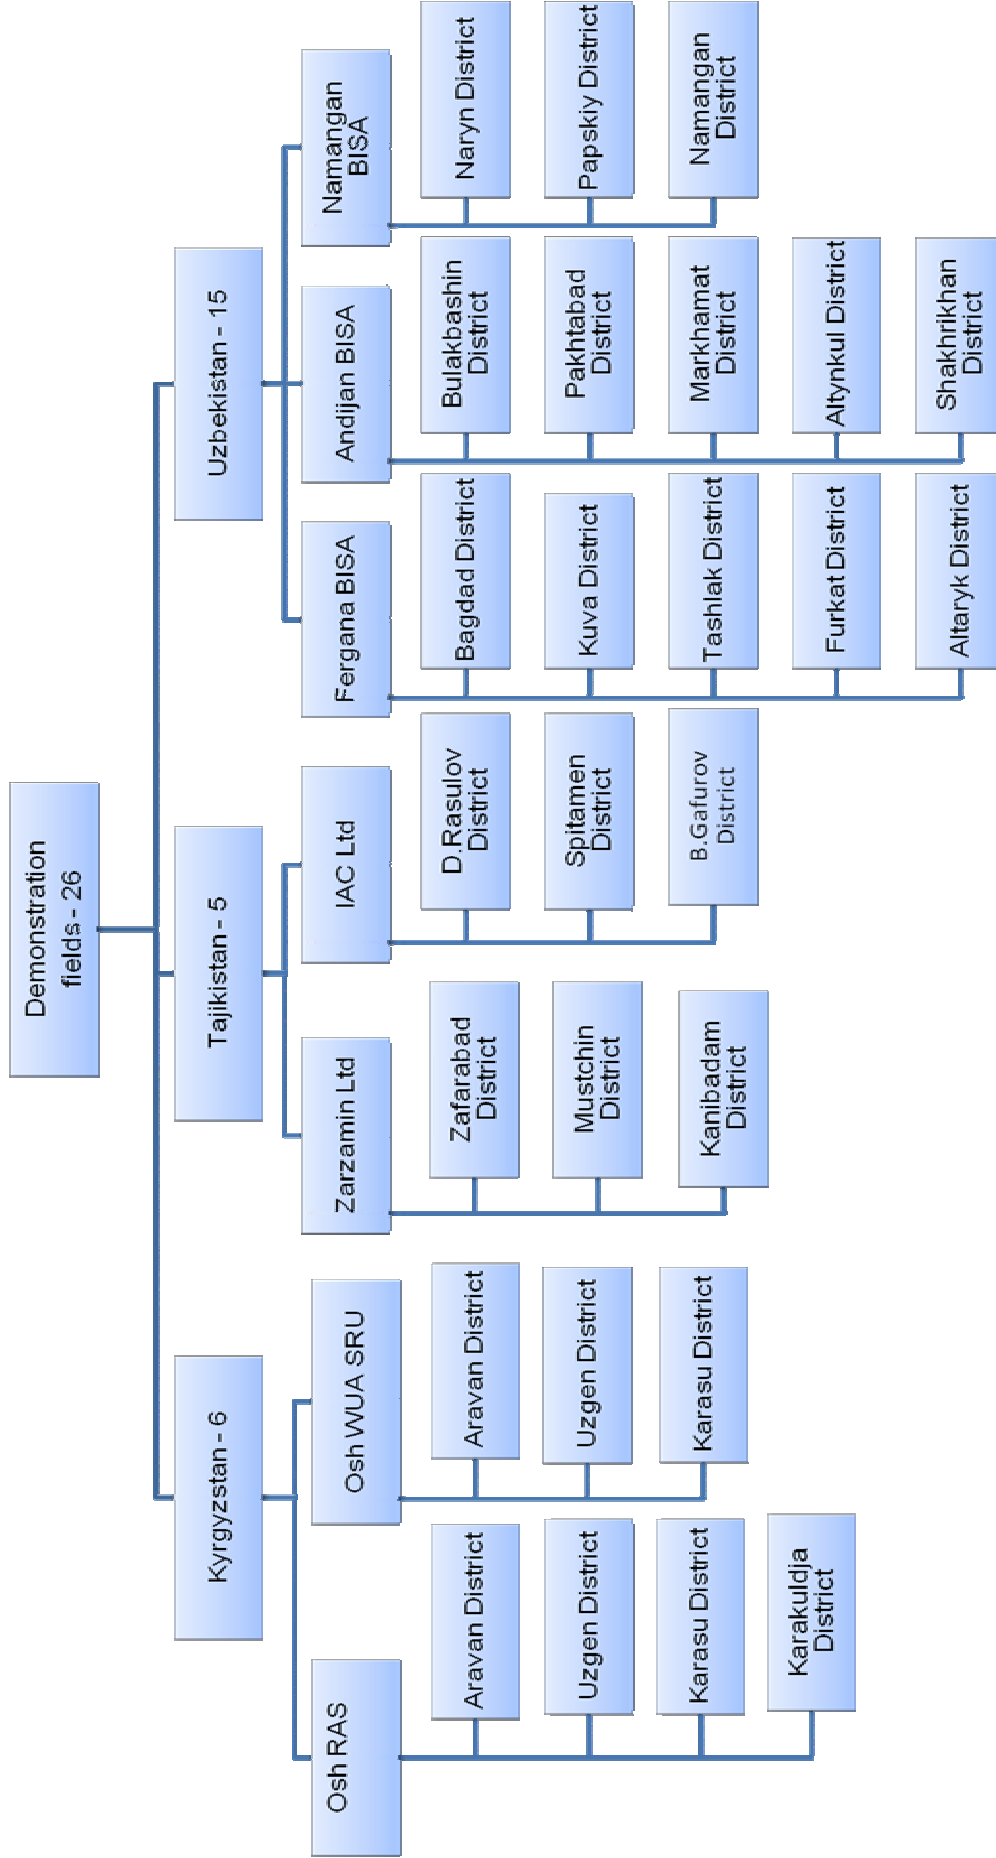 Demonstration
fields - 26
Kyrgyzstan - 6
Tajikistan - 5
Uzbekistan - 15
Osh RAS
Aravan District
Uzgen District
Karasu District
Karakuldja
District
Osh WUA SRU
Aravan District
Uzgen District
Karasu District
Zarzamin Ltd
Zafarabad
District
Mustchin
District
Kanibadam
District
IAC Ltd
D.Rasulov
District
Spitamen
District
B.Gafurov
District
Fergana BISA
Bagdad District
Kuva District
Tashlak District
Furkat District
Altaryk District
Andijan BISA
Bulakbashin
District
Pakhtabad
District
Markhamat
District
Altynkul District
Shakhrikhan
District
Namangan
BISA
Naryn District
Papskiy District
Namangan
District